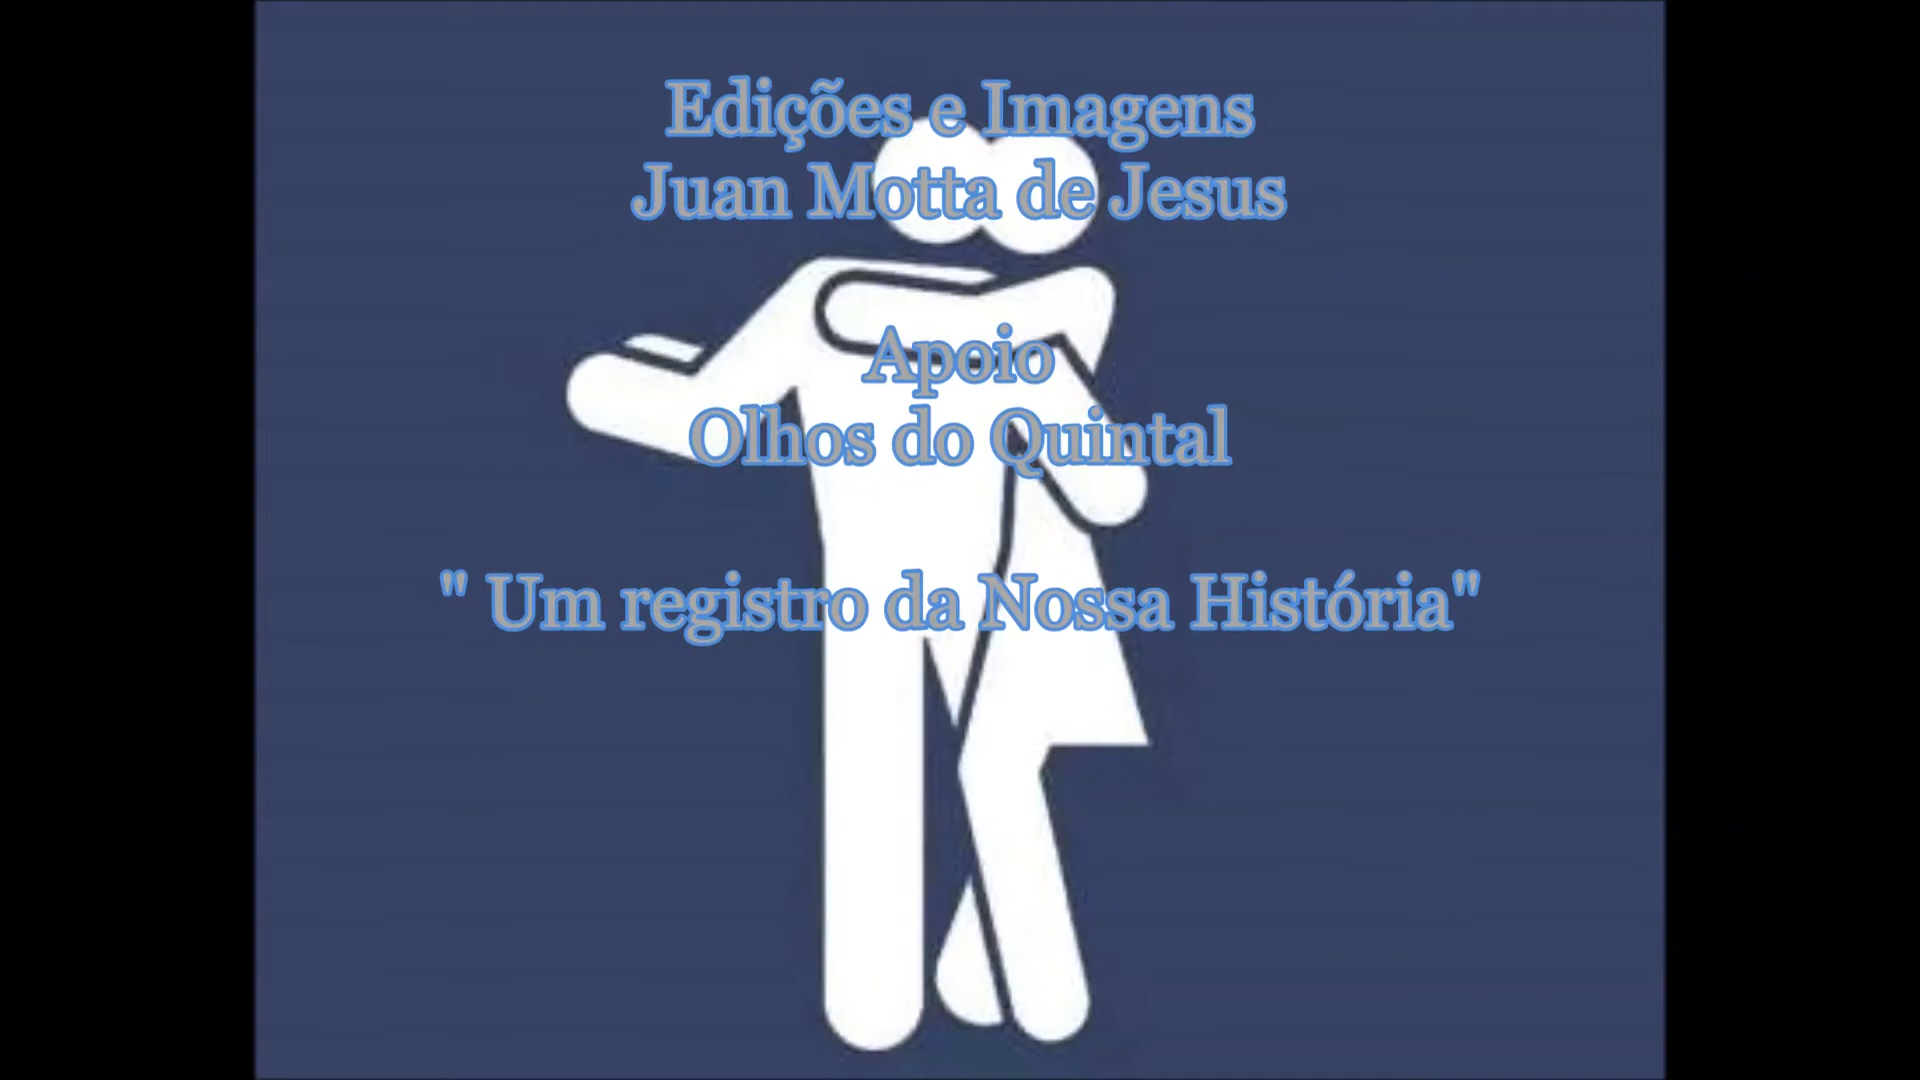 Edições e Imagens
Juan Motta de Jesus
Apoio
Olhos do Quintal
" Um registro da Nossa História"